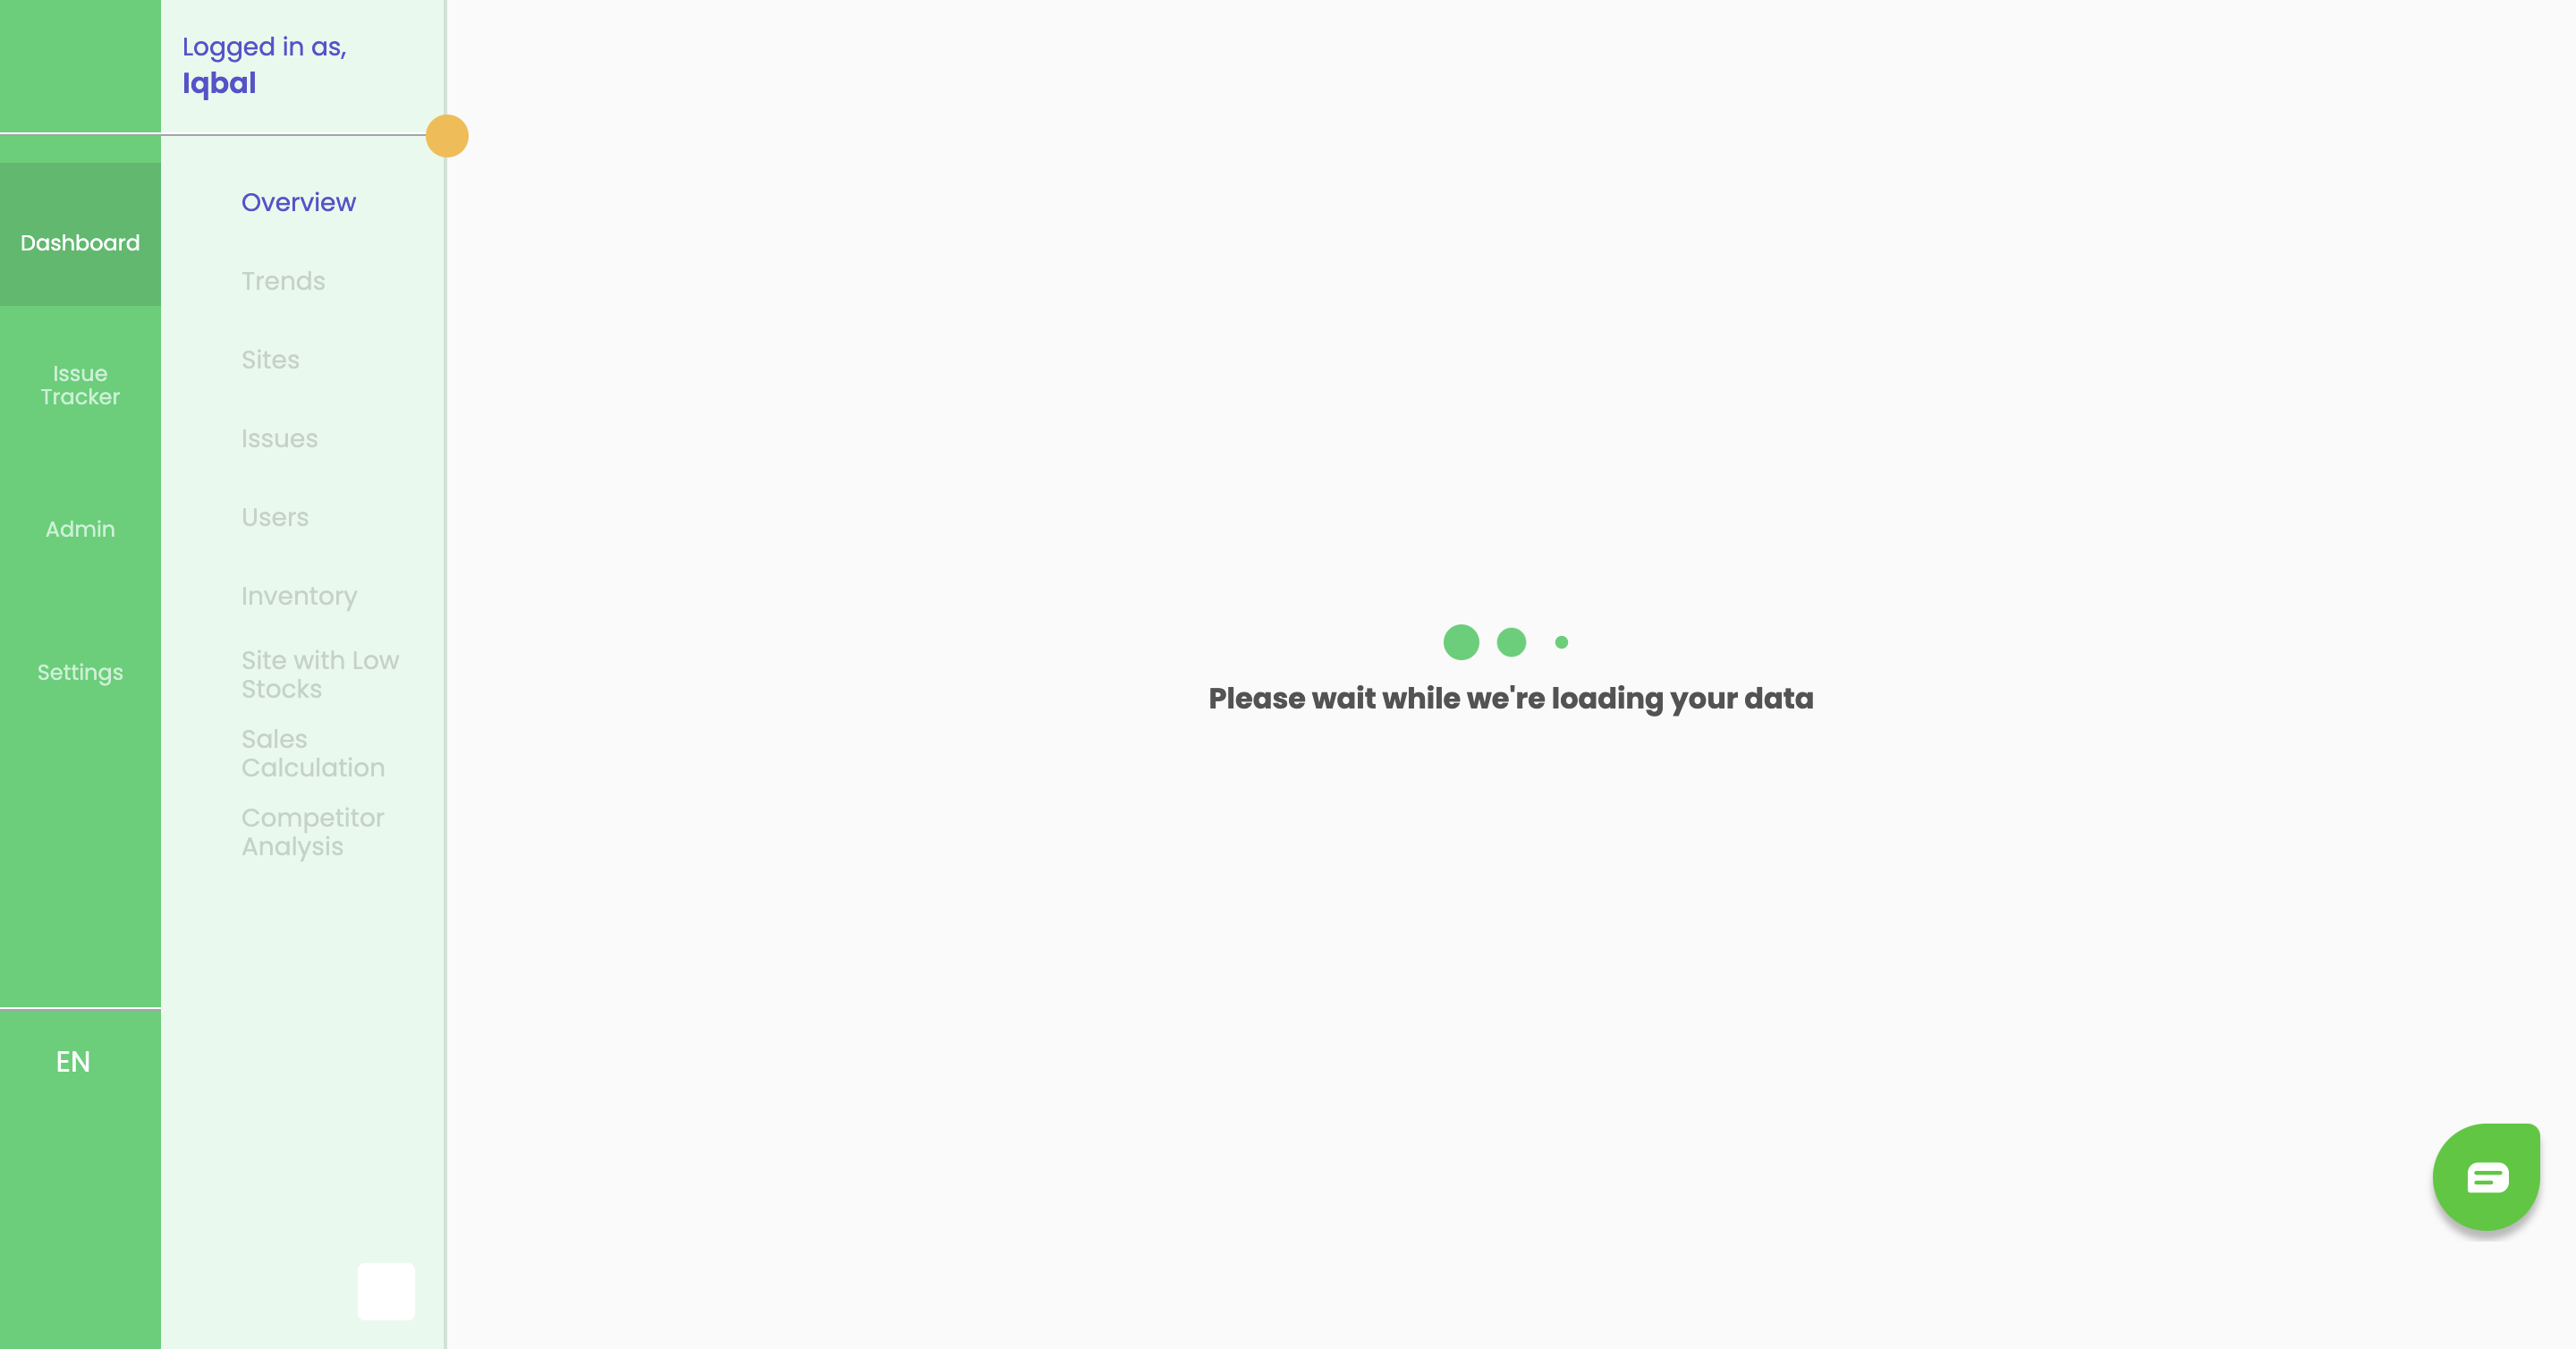 Logged in as,
Iqbal
Dashboard
Issue
Tracker
Admin
Settings
EN
Overview
Trends
Sites
Issues
Users
Inventory
Site with Low
Stocks
Sales
Calculation
Competitor
Analysis
Please wait while we're loading your data